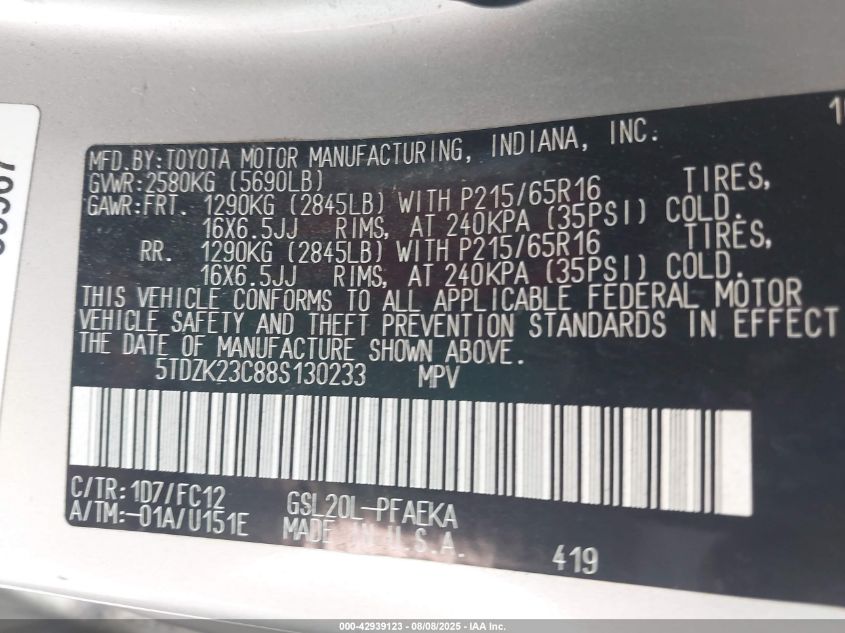 10
MFD.BY:TOYOTA MOTOR MANUFACTURING, INDIANA, INC.
GVWR:2580KG (5690LB)
GAWR:FRT. 1290KG (2845LB) WITH P215/65R16 TIRES,
16X6.5JJ RIMS, AT 240KPA (35PSI) COLD.
RR. 1290KG (2845LB) WITH P215/65R16 TIRES,
16X6.5JJ RIMS, AT 240KPA (35PSI) COLD.
THIS VEHICLE CONFORMS TO ALL APPLICABLE FEDERAL MOTOR
VEHICLE SAFETY AND THEFT PREVENTION STANDARDS IN EFFECT
THE DATE OF MANUFACTURE SHOWN ABOVE.
5TDZK23C88S130233 MPV
C/TR:1D7/FC12 GSL20L-PFAEKA
A/TM:-01A/U151E MADE IN U.S.A.
419
000-42939123 — 08/08/2025 — IAA Inc.